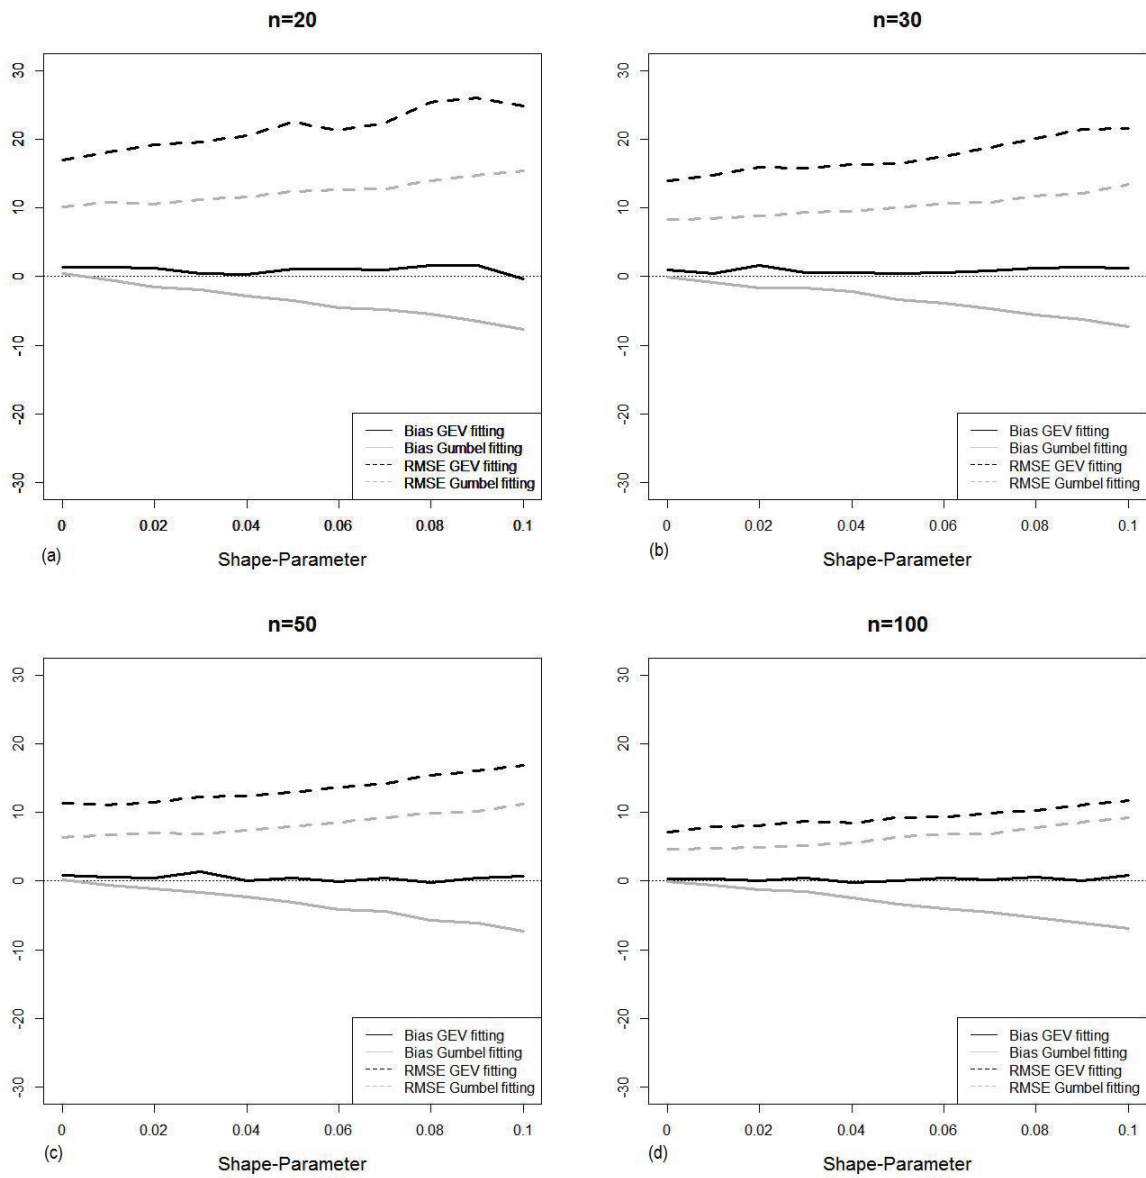 n=20
30
20
10
0
-10
-20
-30
Bias GEV fitting
Bias Gumbel fitting
RMSE GEV fitting
RMSE Gumbel fitting
0 0.02 0.04 0.06 0.08 0.1
(a)
Shape-Parameter
n=30
30
20
10
0
-10
-20
-30
Bias GEV fitting
Bias Gumbel fitting
RMSE GEV fitting
RMSE Gumbel fitting
0 0.02 0.04 0.06 0.08 0.1
(b)
Shape-Parameter
n=50
30
20
10
0
-10
-20
-30
Bias GEV fitting
Bias Gumbel fitting
RMSE GEV fitting
RMSE Gumbel fitting
0 0.02 0.04 0.06 0.08 0.1
(c)
Shape-Parameter
n=100
30
20
10
0
-10
-20
-30
Bias GEV fitting
Bias Gumbel fitting
RMSE GEV fitting
RMSE Gumbel fitting
0 0.02 0.04 0.06 0.08 0.1
(d)
Shape-Parameter